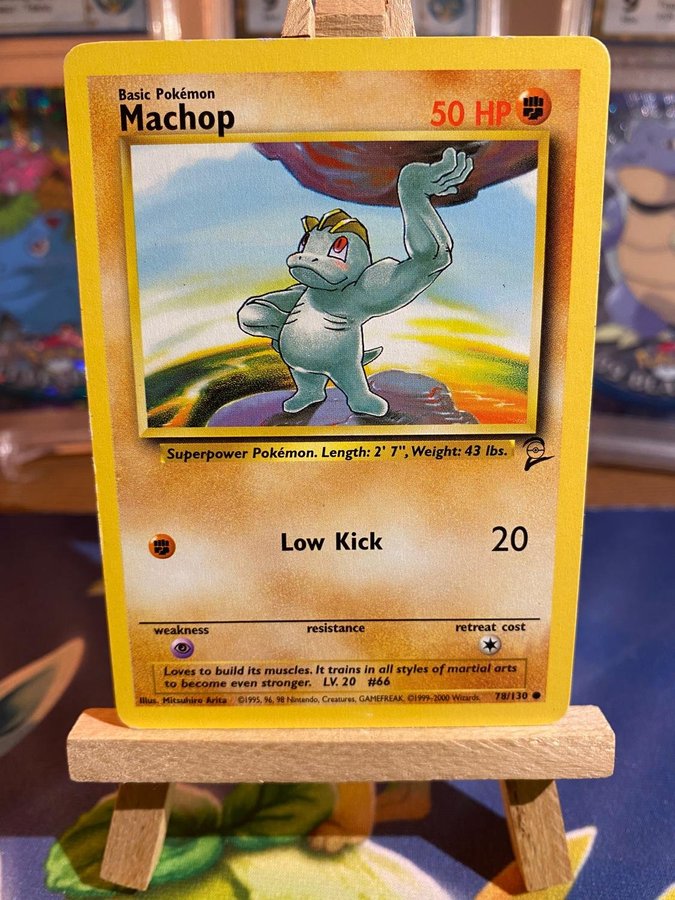 Basic Pokémon
Machop 50 HP
Superpower Pokémon. Length: 2' 7", Weight: 43 lbs.
Low Kick 20
weakness resistance retreat cost
Loves to build its muscles. It trains in all styles of martial arts
to become even stronger. LV. 20 #66
Illus. Mitsuhiro Arita ©1995, 96, 98 Nintendo, Creatures, GAMEFREAK. ©1999-2000 Wizards. 78/130